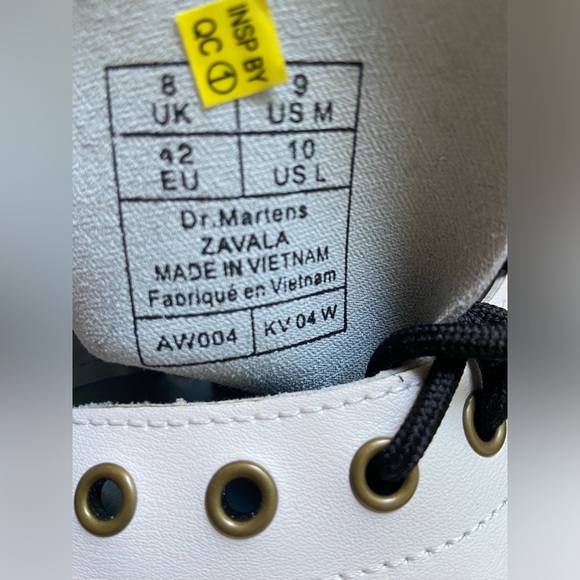 INSP BY
QC 1
8 UK
9 US M
42 EU
10 US L
Dr.Martens
ZAVALA
MADE IN VIETNAM
Fabriqué en Vietnam
AW004
KV 04 W